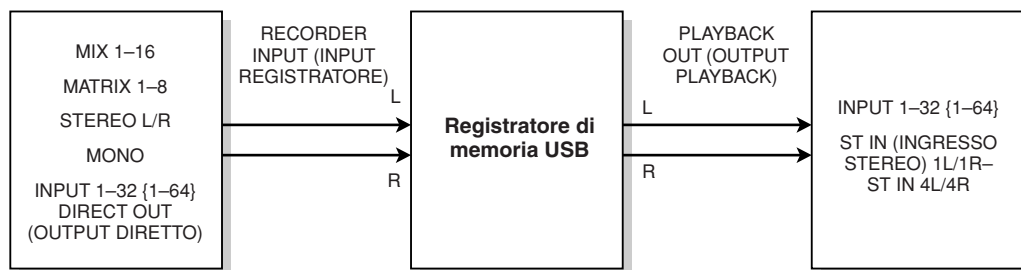 MIX 1–16
MATRIX 1–8
STEREO L/R
MONO
INPUT 1–32 {1–64}
DIRECT OUT
(OUTPUT DIRETTO)
RECORDER
INPUT (INPUT
REGISTRATORE)
L
R
Registratore di
memoria USB
PLAYBACK
OUT (OUTPUT
PLAYBACK)
L
R
INPUT 1–32 {1–64}
ST IN (INGRESSO
STEREO) 1L/1R–
ST IN 4L/4R